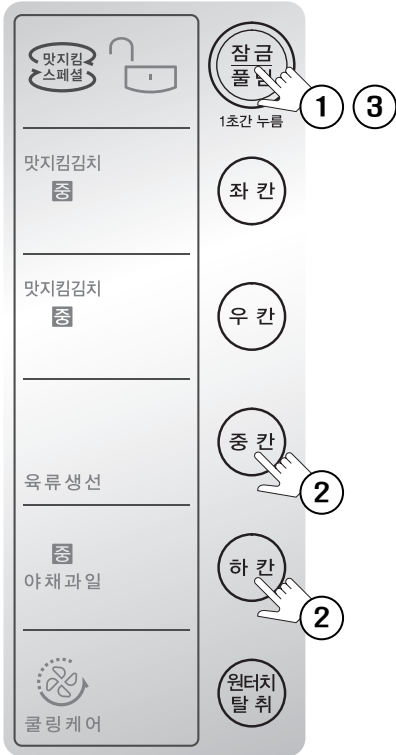 맛지킴
스페셜
잠금
풀림
1초간 누름
① ③
맛지킴김치
중
좌 칸
맛지킴김치
중
우 칸
중 칸
육류생선
②
중
야채과일
하 칸
②
쿨링케어
원터치
탈취